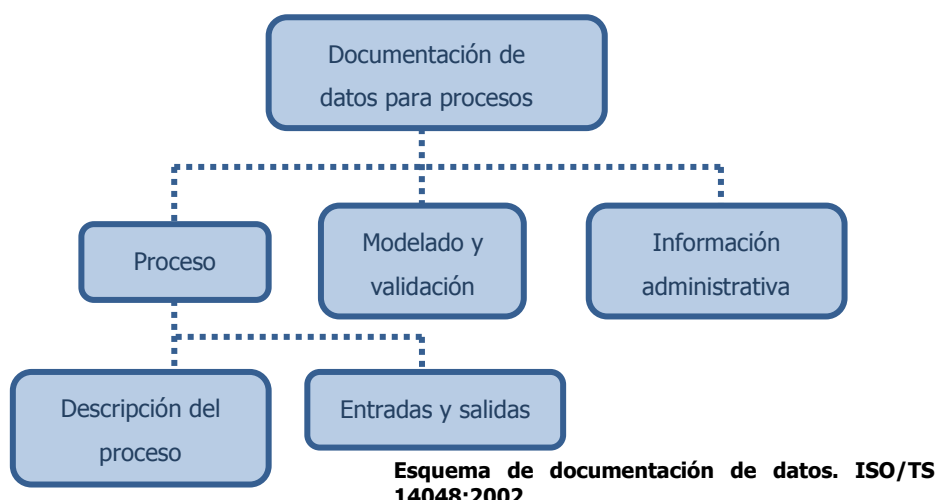 Documentación de
datos para procesos
Proceso
Modelado y
validación
Información
administrativa
Descripción del
proceso
Entradas y salidas
Esquema de documentación de datos. ISO/TS
14048:2002